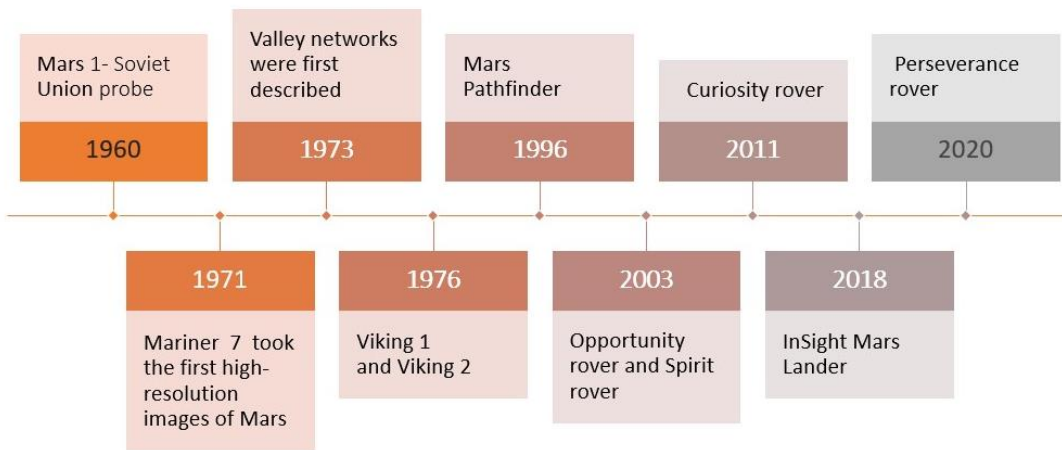 Mars 1- Soviet
Union probe
1960
1971
Mariner 7 took
the first high-
resolution
images of Mars
Valley networks
were first
described
1973
1976
Viking 1
and Viking 2
Mars
Pathfinder
1996
2003
Opportunity
rover and Spirit
rover
Curiosity rover
2011
2018
InSight Mars
Lander
Perseverance
rover
2020